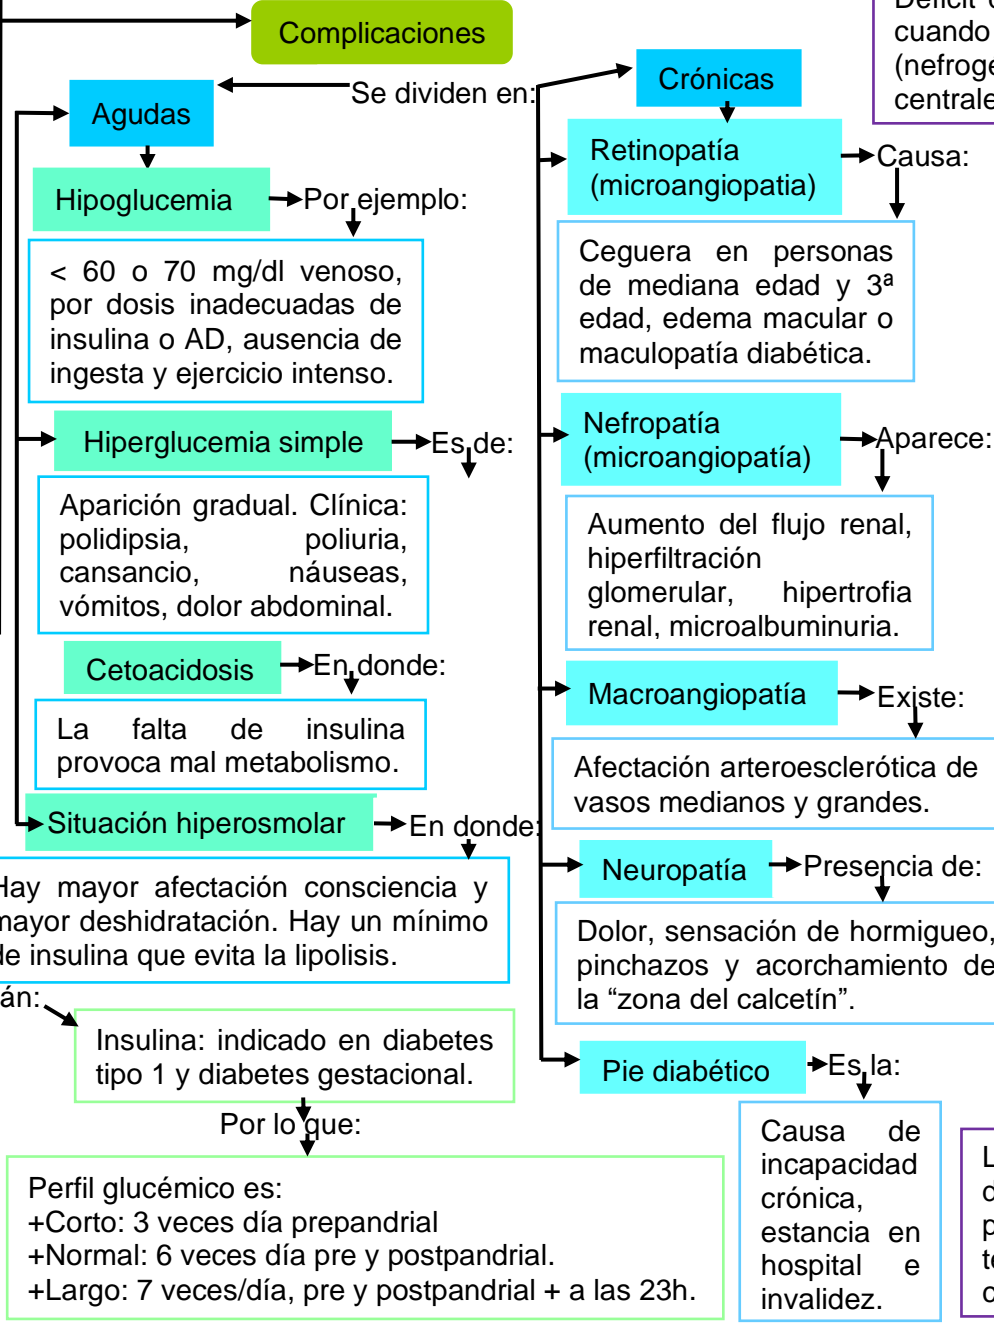 Complicaciones
Se dividen en:
Agudas
Hipoglucemia
Por ejemplo:
< 60 o 70 mg/dl venoso,
por dosis inadecuadas de
insulina o AD, ausencia de
ingesta y ejercicio intenso.
Hiperglucemia simple
Es de:
Aparición gradual. Clínica:
polidipsia, poliuria,
cansancio, náuseas,
vómitos, dolor abdominal.
Cetoacidosis
En donde:
La falta de insulina
provoca mal metabolismo.
Situación hiperosmolar
En donde:
Hay mayor afectación consciencia y
mayor deshidratación. Hay un mínimo
de insulina que evita la lipolisis.
án:
Insulina: indicado en diabetes
tipo 1 y diabetes gestacional.
Por lo que:
Perfil glucémico es:
+Corto: 3 veces día prepandrial
+Normal: 6 veces día pre y postpandrial.
+Largo: 7 veces/día, pre y postpandrial + a las 23h.
Crónicas
Retinopatía
(microangiopatia)
Causa:
Ceguera en personas
de mediana edad y 3ª
edad, edema macular o
maculopatía diabética.
Nefropatía
(microangiopatía)
Aparece:
Aumento del flujo renal,
hiperfiltración
glomerular, hipertrofia
renal, microalbuminuria.
Macroangiopatía
Existe:
Afectación arteroesclerótica de
vasos medianos y grandes.
Neuropatía
Presencia de:
Dolor, sensación de hormigueo,
pinchazos y acorchamiento de
la “zona del calcetín”.
Pie diabético
Es la:
Causa de
incapacidad
crónica,
estancia en
hospital e
invalidez.
Déficit
cuando
(nefroge
centrale
L
d
p
te